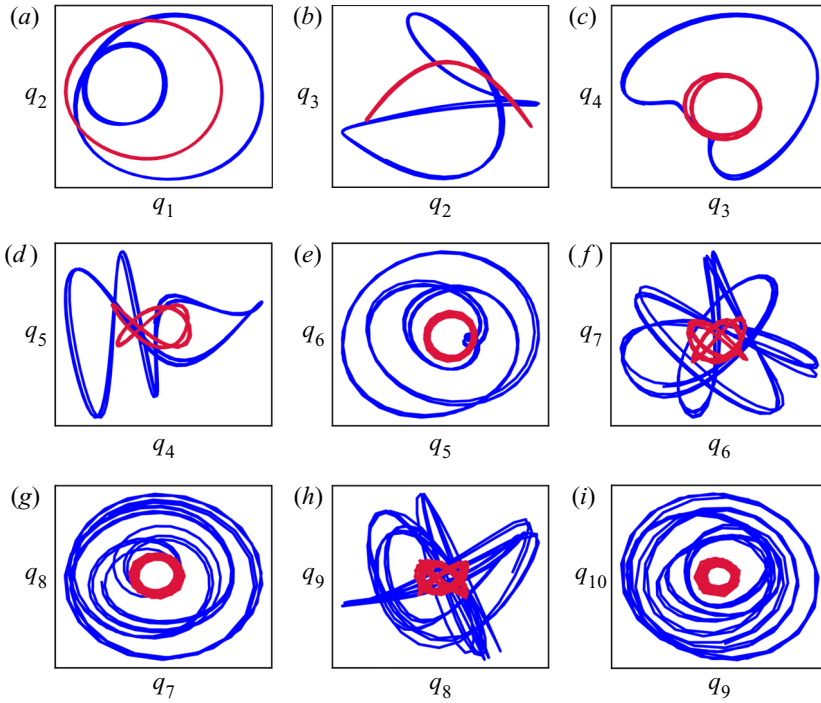 (a) (b) (c)
q2 q3 q4
q1 q2 q3
(d) (e) (f)
q5 q6 q7
q4 q5 q6
(g) (h) (i)
q8 q9 q10
q7 q8 q9